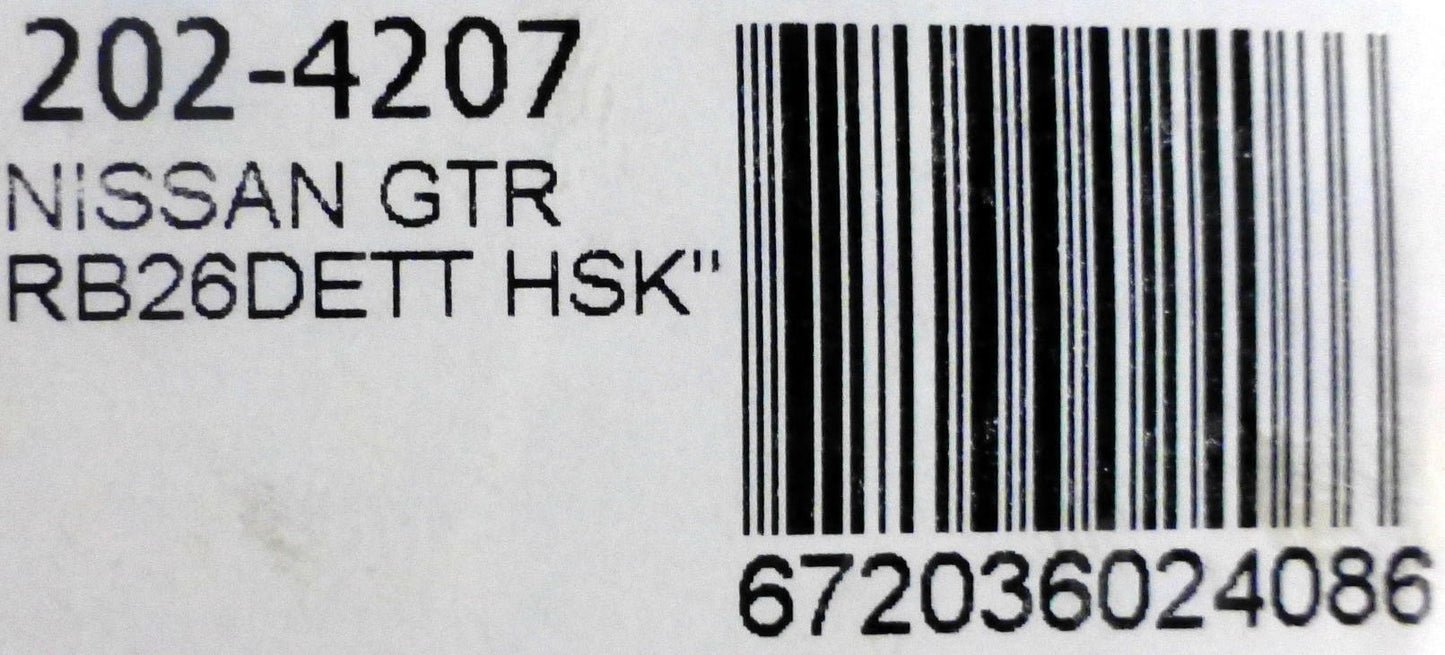 202-4207
NiSSAN GTR
RB26DETT HSK"
672036024086